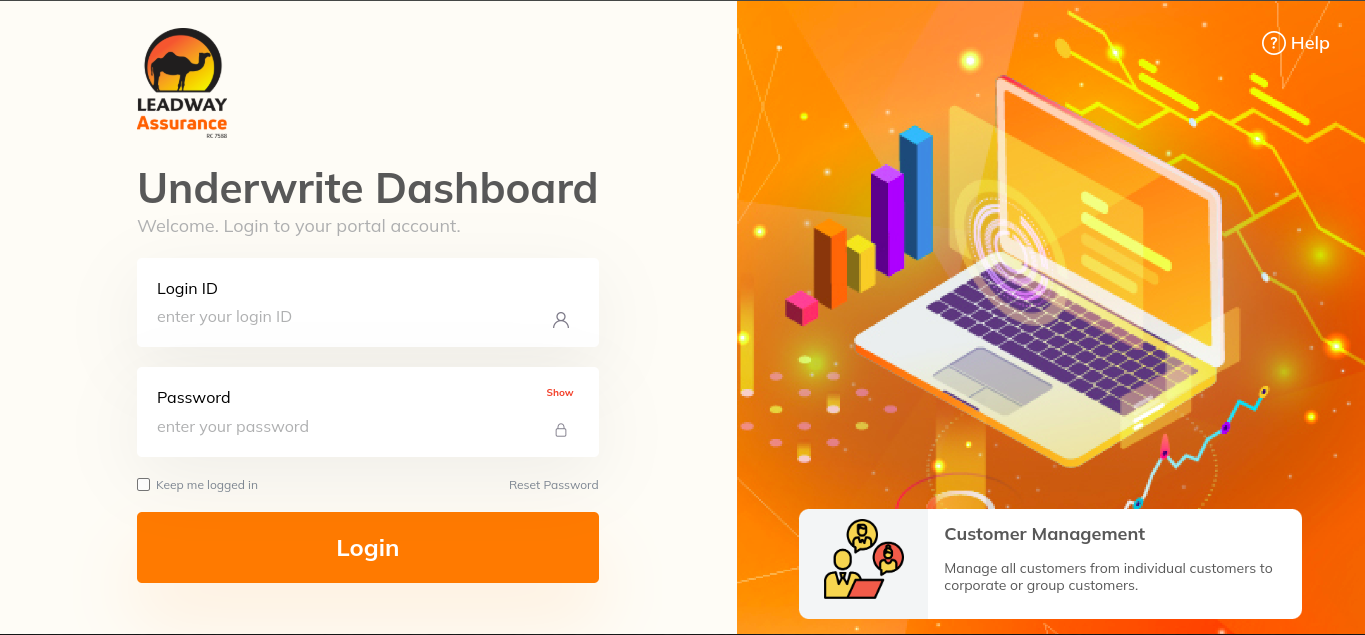 LEADWAY
Assurance
RC 7588
Underwrite Dashboard
Welcome. Login to your portal account.
Login ID
enter your login ID
Password
Show
enter your password
Keep me logged in
Reset Password
Login
? Help
Customer Management
Manage all customers from individual customers to
corporate or group customers.